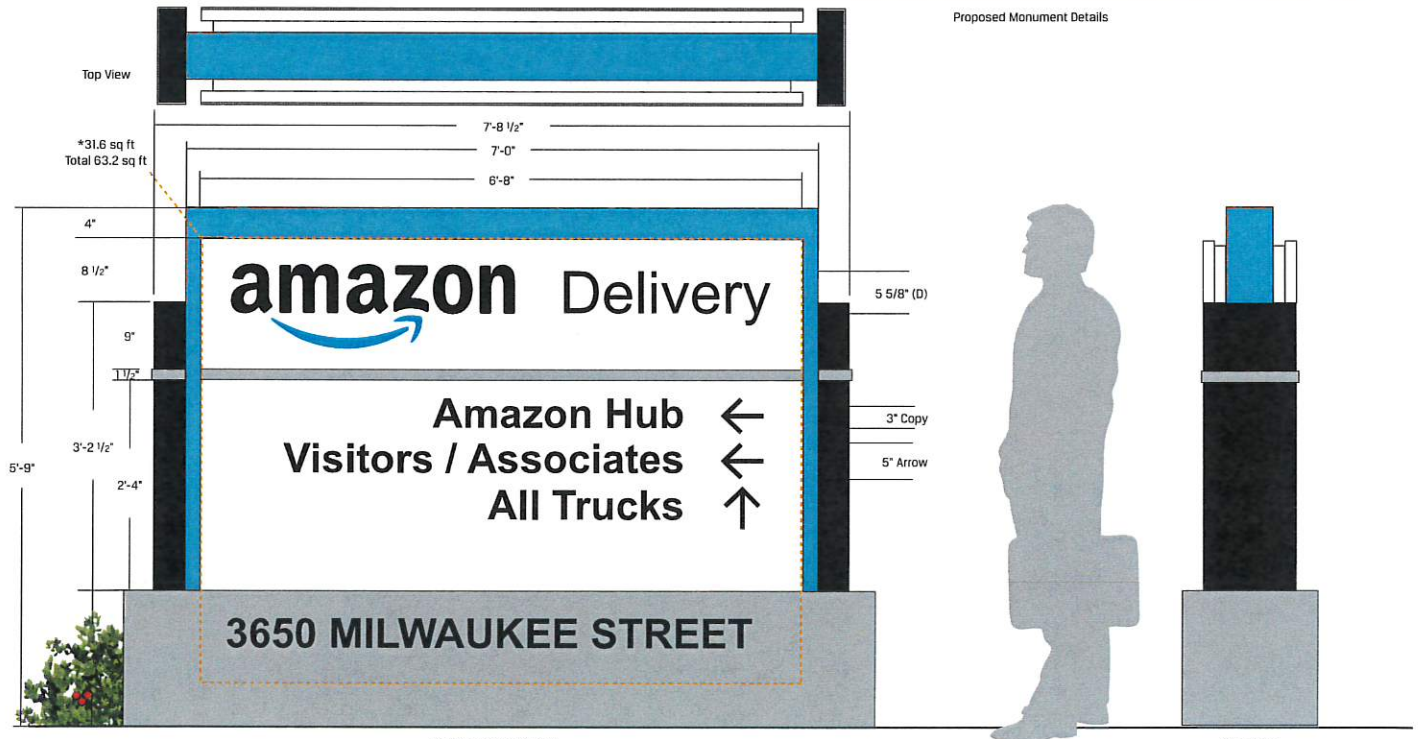 Proposed Monument Details
Top View
7'-8 1/2"
*31.6 sq ft
Total 63.2 sq ft
7'-0"
6'-8"
4"
8 1/2"
amazon Delivery
5 5/8" (D)
9"
1 1/2"
Amazon Hub ←
3" Copy
3'-2 1/2"
Visitors / Associates ←
5" Arrow
5'-9"
2'-4"
All Trucks ↑
3650 MILWAUKEE STREET